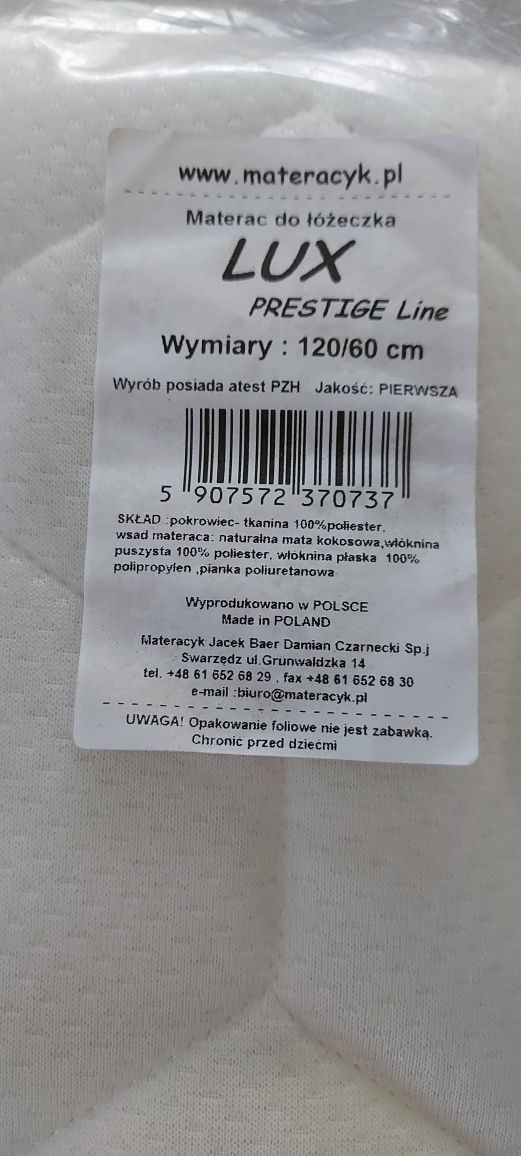 www.materacyk.pl
Materac do łóżeczka
LUX
PRESTIGE Line
Wymiary : 120/60 cm
Wyrób posiada atest PZH Jakość: PIERWSZA
5 907572 370737
SKŁAD :pokrowiec- tkanina 100%poliester,
wsad materaca: naturalna mata kokosowa,włóknina
puszysta 100% poliester, włóknina płaska 100%
polipropylen ,pianka poliuretanowa
Wyprodukowano w POLSCE
Made in POLAND
Materacyk Jacek Baer Damian Czarnecki Sp.j
Swarzędz ul.Grunwaldzka 14
tel. +48 61 652 68 29 , fax +48 61 652 68 30
e-mail :biuro@materacyk.pl
UWAGA! Opakowanie foliowe nie jest zabawką.
Chronić przed dziećmi